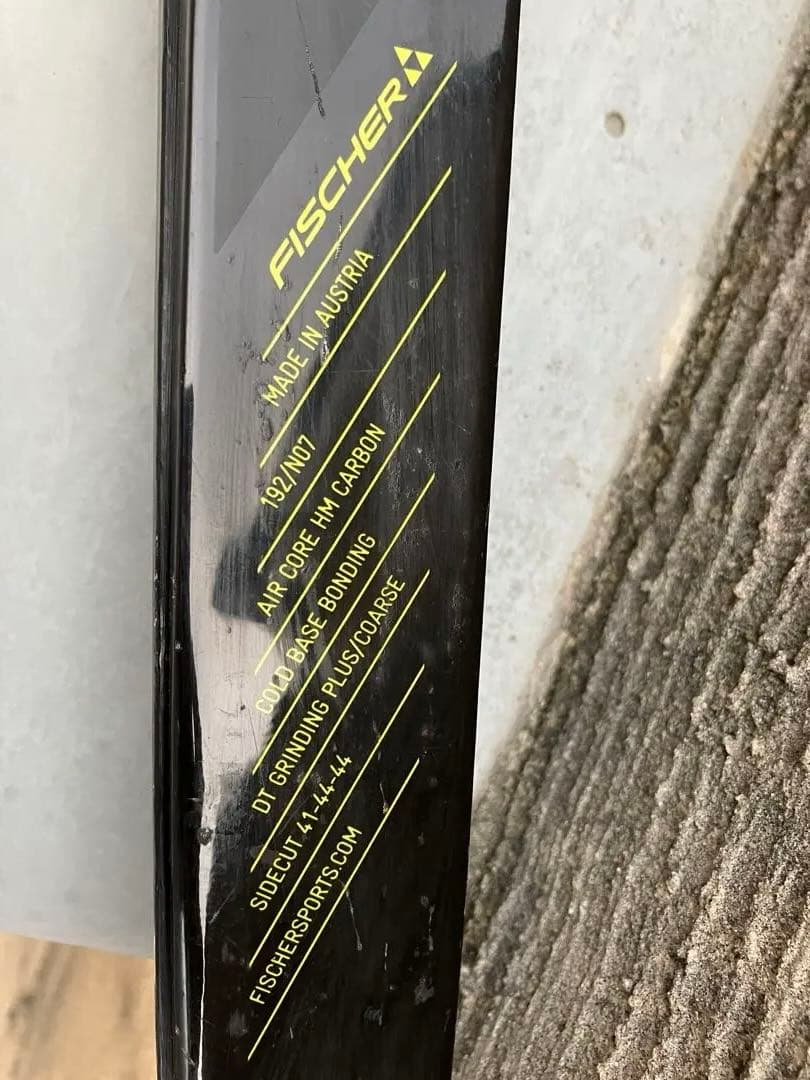 FISCHER
MADE IN AUSTRIA
192/N07
AIR CORE HM CARBON
COLD BASE BONDING
DT GRINDING PLUS/COARSE
SIDECUT 41-44-44
FISCHERSPORTS.COM